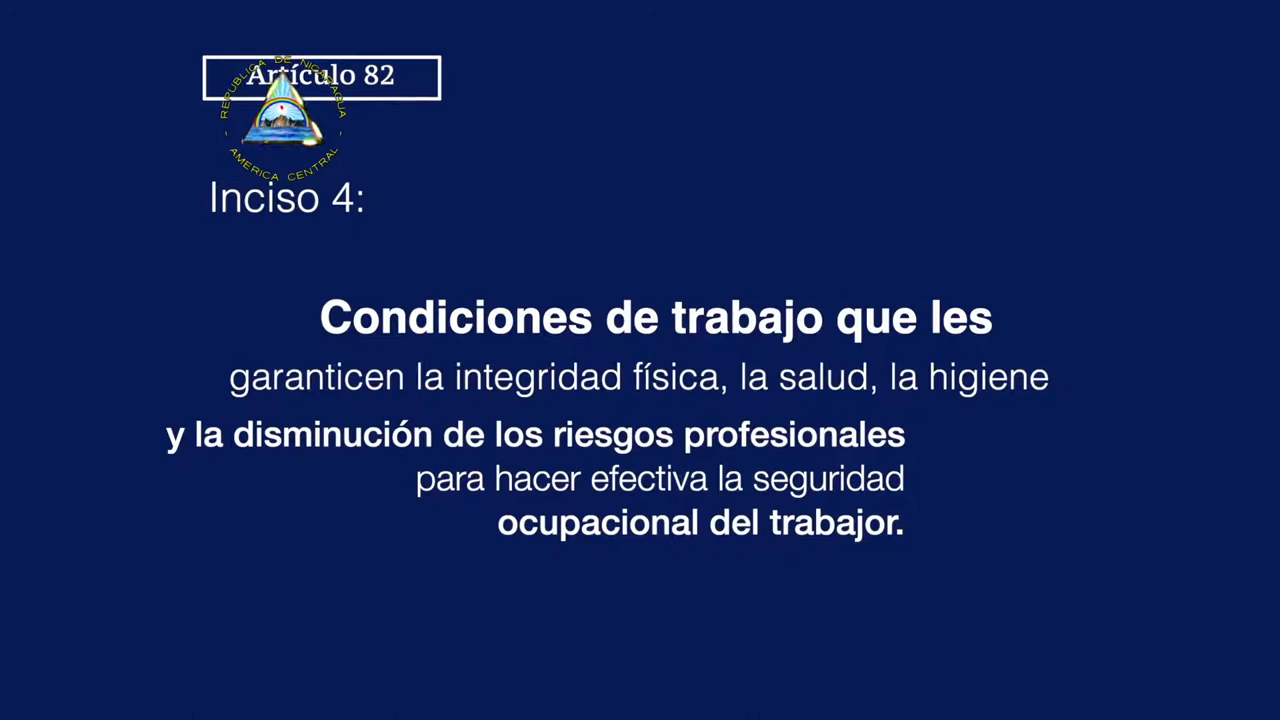 Artículo 82
REPUBLICA DE NICARAGUA
AMERICA CENTRAL
Inciso 4:
Condiciones de trabajo que les
garanticen la integridad física, la salud, la higiene
y la disminución de los riesgos profesionales
para hacer efectiva la seguridad
ocupacional del trabajor.